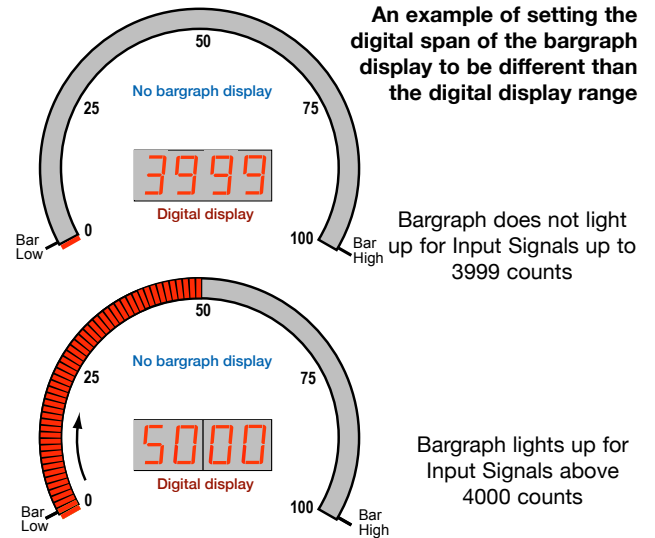 An example of setting the
digital span of the bargraph
display to be different than
the digital display range
50
No bargraph display
25
75
3999
Digital display
0
100
Bar
Low
Bar
High
Bargraph does not light
up for Input Signals up to
3999 counts
50
No bargraph display
25
75
5000
Digital display
0
100
Bar
Low
Bar
High
Bargraph lights up for
Input Signals above
4000 counts